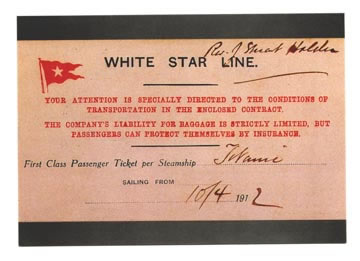 Rev. J Stuart Holden
WHITE STAR LINE.
YOUR ATTENTION IS SPECIALLY DIRECTED TO THE CONDITIONS OF
TRANSPORTATION IN THE ENCLOSED CONTRACT.
THE COMPANY'S LIABILITY FOR BAGGAGE IS STRICTLY LIMITED, BUT
PASSENGERS CAN PROTECT THEMSELVES BY INSURANCE.
First Class Passenger Ticket per Steamship Titanic
SAILING FROM
10/4 1912